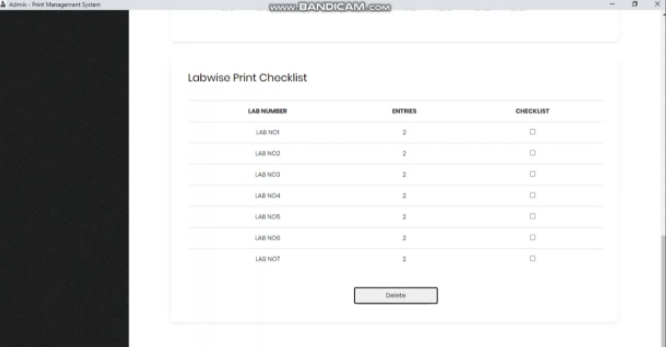 Admin - Print Management System
www.BANDICAM.com
Labwise Print Checklist
LAB NUMBER ENTRIES CHECKLIST
LAB NO1 2
LAB NO2 2
LAB NO3 2
LAB NO4 2
LAB NO5 2
LAB NO6 2
LAB NO7 2
Delete